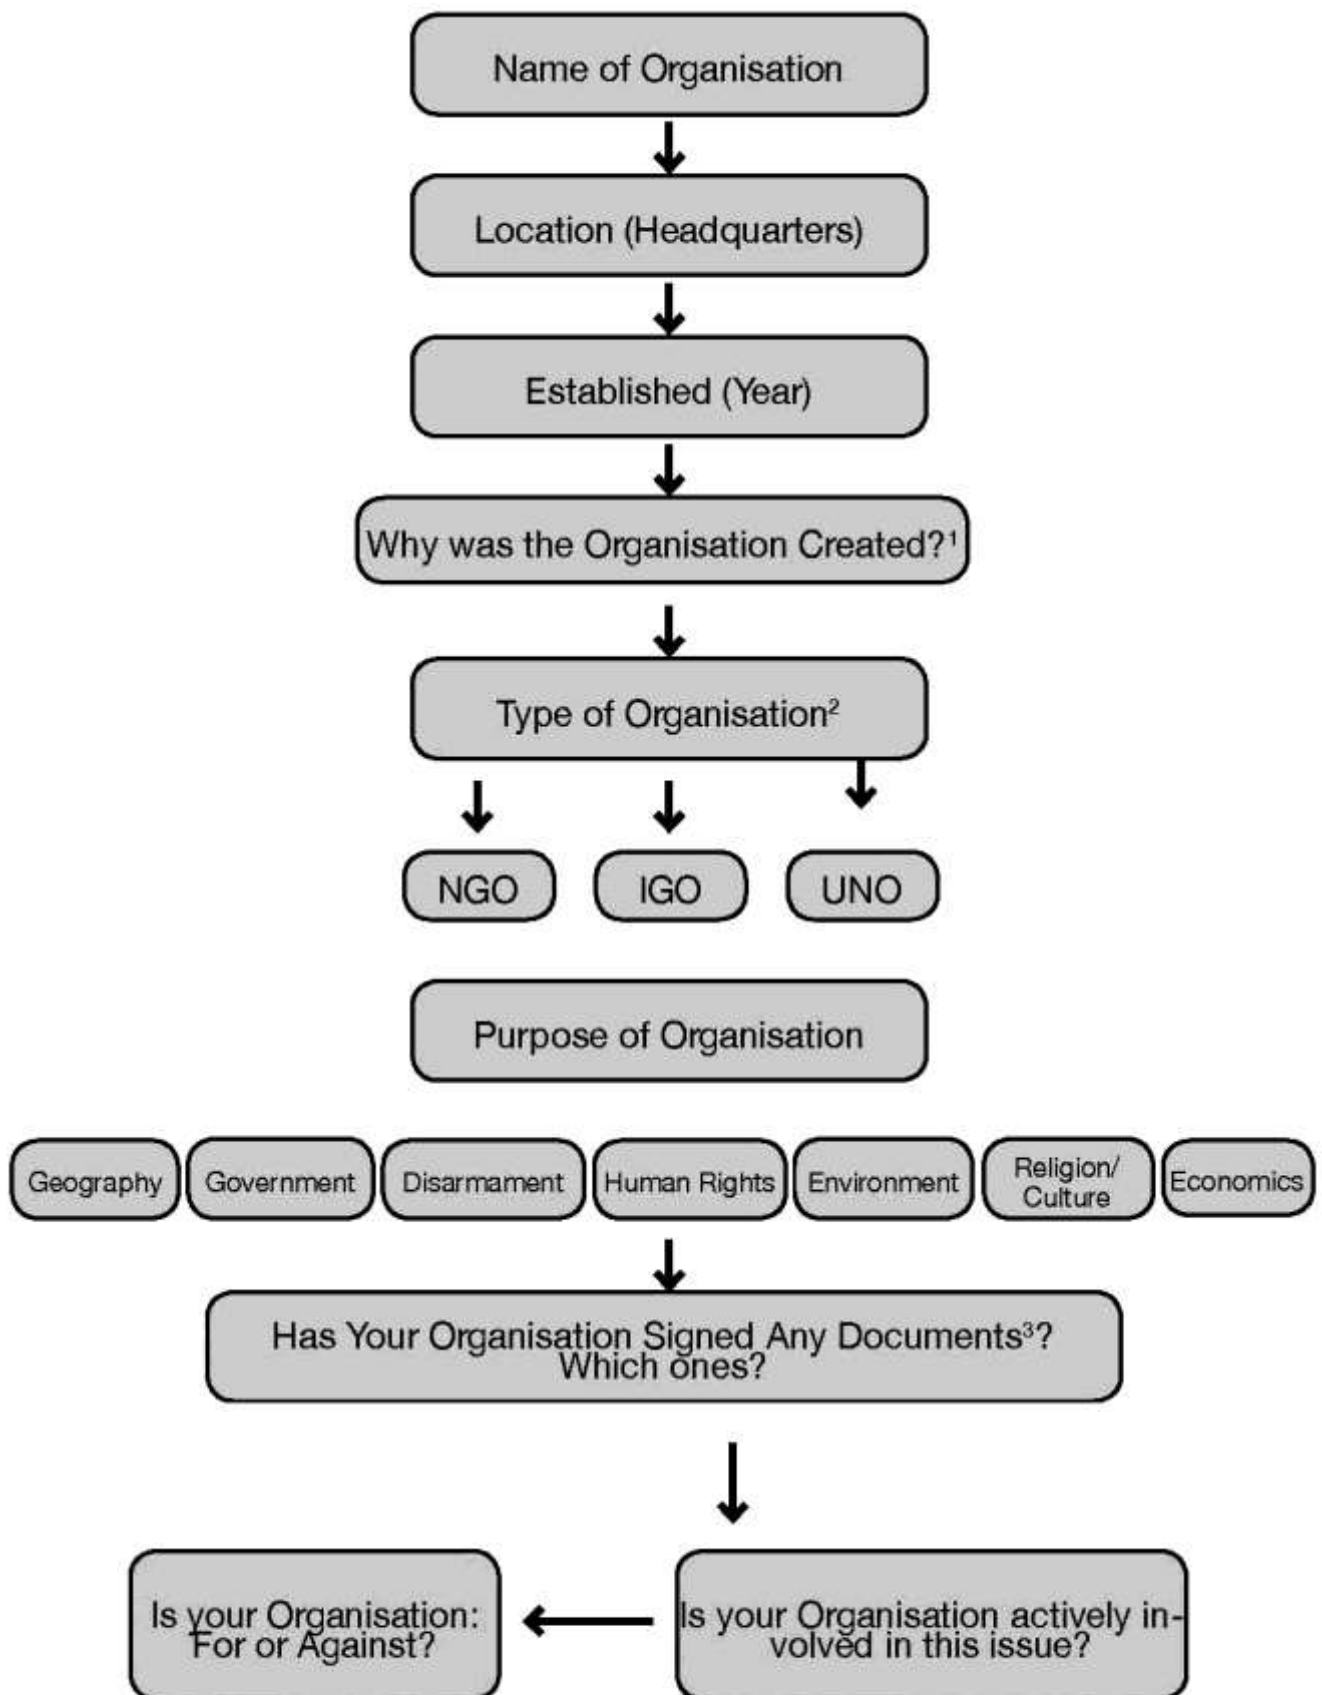 Name of Organisation
Location (Headquarters)
Established (Year)
Why was the Organisation Created?¹
Type of Organisation²
NGO
IGO
UNO
Purpose of Organisation
Geography
Government
Disarmament
Human Rights
Environment
Religion/
Culture
Economics
Has Your Organisation Signed Any Documents³?
Which ones?
Is your Organisation:
For or Against?
Is your Organisation actively in-
volved in this issue?